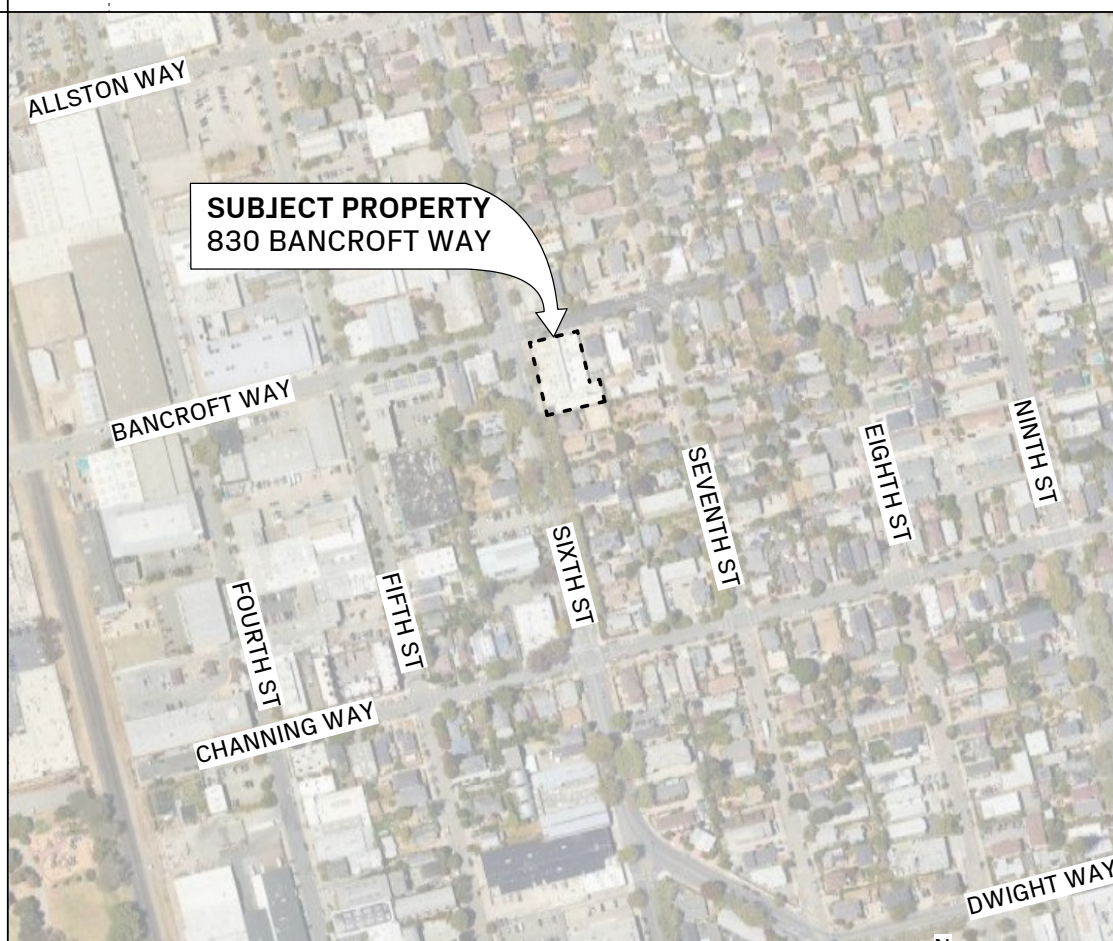 ALLSTON WAY
SUBJECT PROPERTY
830 BANCROFT WAY
BANCROFT WAY
NINTH ST
EIGHTH ST
SEVENTH ST
SIXTH ST
FIFTH ST
FOURTH ST
CHANNING WAY
DWIGHT WAY
N